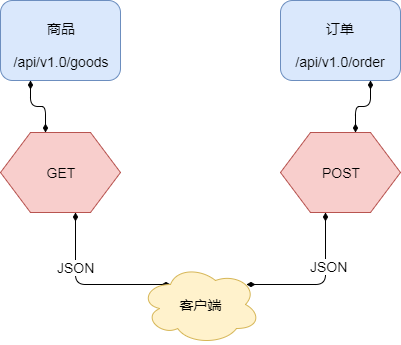 商品
/api/v1.0/goods
订单
/api/v1.0/order
GET
POST
JSON
JSON
客户端